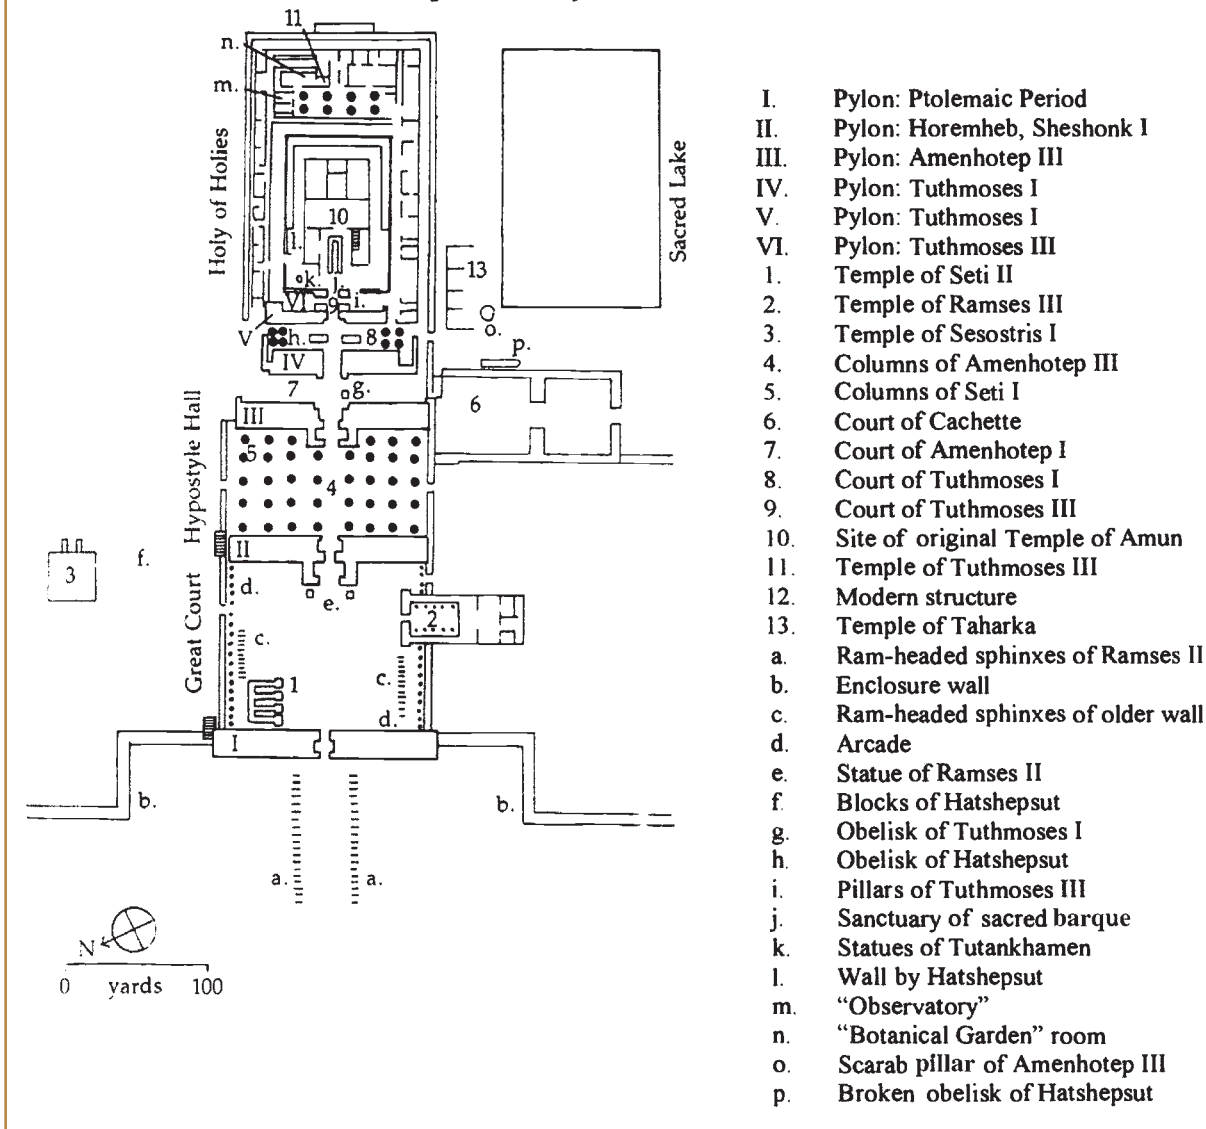 11
n.
m.
Holy of Holies
10
l.
k.
j.
VI
9
i.
V
h.
8
IV
7
g.
III
Hypostyle Hall
5
4
II
f.
3
Great Court
d.
e.
2
c.
c.
1
d.
I
b.
b.
a.
a.
Sacred Lake
13
o.
p.
6
N
0 yards 100
I. Pylon: Ptolemaic Period
II. Pylon: Horemheb, Sheshonk I
III. Pylon: Amenhotep III
IV. Pylon: Tuthmoses I
V. Pylon: Tuthmoses I
VI. Pylon: Tuthmoses III
1. Temple of Seti II
2. Temple of Ramses III
3. Temple of Sesostris I
4. Columns of Amenhotep III
5. Columns of Seti I
6. Court of Cachette
7. Court of Amenhotep I
8. Court of Tuthmoses I
9. Court of Tuthmoses III
10. Site of original Temple of Amun
11. Temple of Tuthmoses III
12. Modern structure
13. Temple of Taharka
a. Ram-headed sphinxes of Ramses II
b. Enclosure wall
c. Ram-headed sphinxes of older wall
d. Arcade
e. Statue of Ramses II
f. Blocks of Hatshepsut
g. Obelisk of Tuthmoses I
h. Obelisk of Hatshepsut
i. Pillars of Tuthmoses III
j. Sanctuary of sacred barque
k. Statues of Tutankhamen
l. Wall by Hatshepsut
m. “Observatory”
n. “Botanical Garden” room
o. Scarab pillar of Amenhotep III
p. Broken obelisk of Hatshepsut